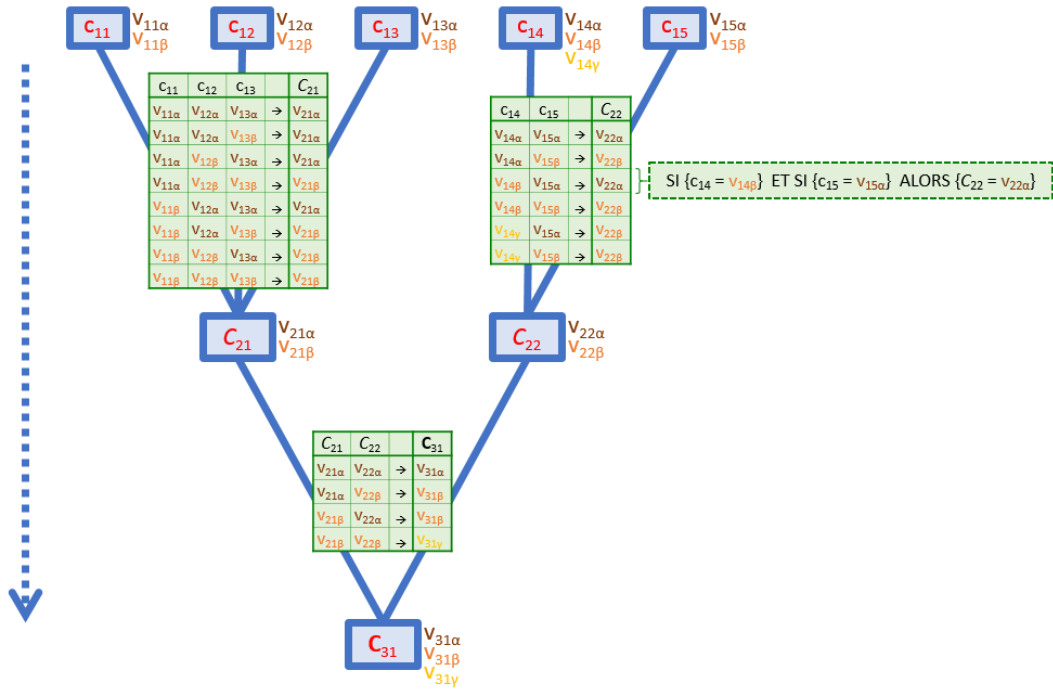 c₁₁ V₁₁α c₁₂ V₁₂α c₁₃ V₁₃α c₁₄ V₁₄α c₁₅ V₁₅α
V₁₁β V₁₂β V₁₃β V₁₄β V₁₅β
V₁₄γ
c₁₁ c₁₂ c₁₃ C₂₁
V₁₁α V₁₂α V₁₃α → V₂₁α
V₁₁α V₁₂α V₁₃β → V₂₁α
V₁₁α V₁₂β V₁₃α → V₂₁α
V₁₁α V₁₂β V₁₃β → V₂₁β
V₁₁β V₁₂α V₁₃α → V₂₁α
V₁₁β V₁₂α V₁₃β → V₂₁β
V₁₁β V₁₂β V₁₃α → V₂₁β
V₁₁β V₁₂β V₁₃β → V₂₁β
c₁₄ c₁₅ C₂₂
V₁₄α V₁₅α → V₂₂α
V₁₄α V₁₅β → V₂₂β
V₁₄β V₁₅α → V₂₂α
V₁₄β V₁₅β → V₂₂β
V₁₄γ V₁₅α → V₂₂β
V₁₄γ V₁₅β → V₂₂β
SI {c₁₄ = v₁₄β} ET SI {c₁₅ = v₁₅α} ALORS {C₂₂ = v₂₂α}
C₂₁ V₂₁α C₂₂ V₂₂α
V₂₁β V₂₂β
C₂₁ C₂₂ C₃₁
V₂₁α V₂₂α → V₃₁α
V₂₁α V₂₂β → V₃₁β
V₂₁β V₂₂α → V₃₁β
V₂₁β V₂₂β → V₃₁γ
C₃₁ V₃₁α
V₃₁β
V₃₁γ